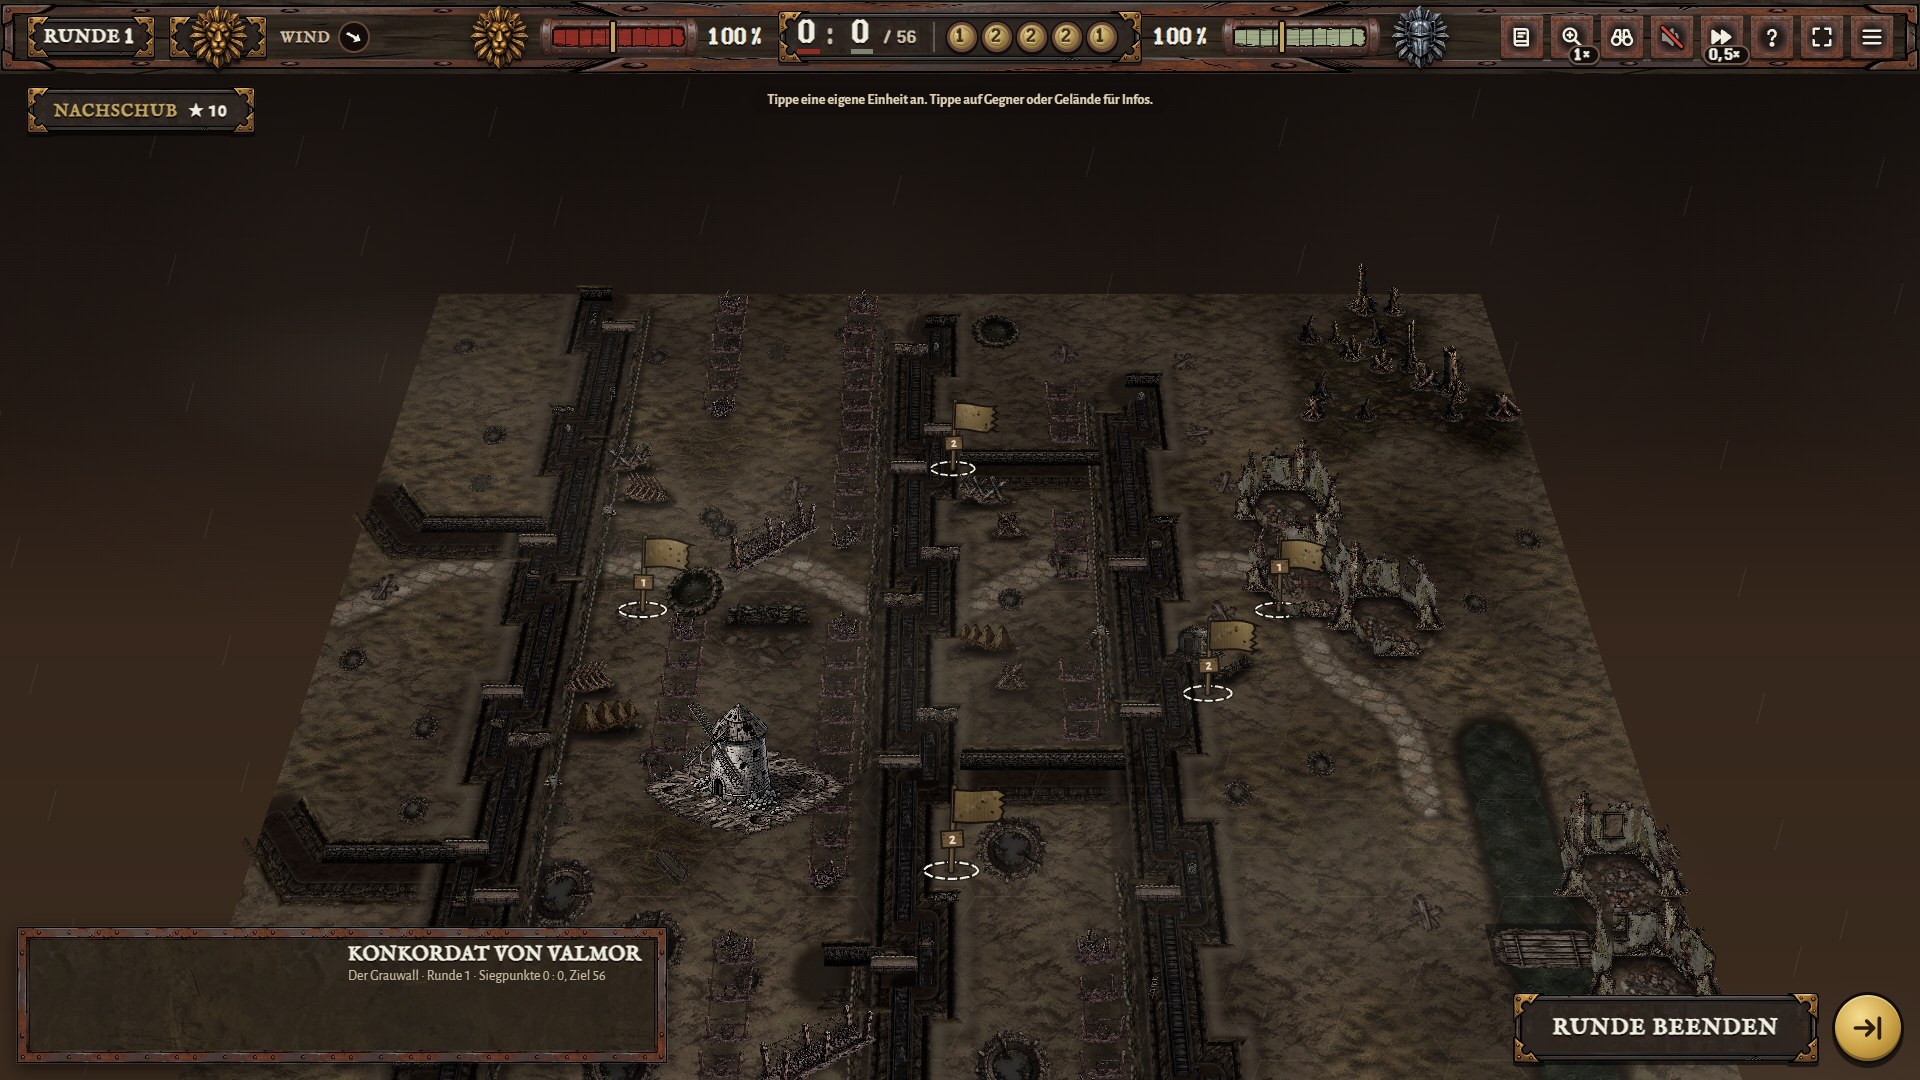 RUNDE 1
WIND
100 %
0 : 0 / 56
1 2 2 2 1
100 %
1×
0,5×
?
NACHSCHUB ★ 10
Tippe eine eigene Einheit an. Tippe auf Gegner oder Gelände für Infos.
2
1
1
2
2
KONKORDAT VON VALMOR
Der Grauwall · Runde 1 · Siegpunkte 0 : 0, Ziel 56
RUNDE BEENDEN